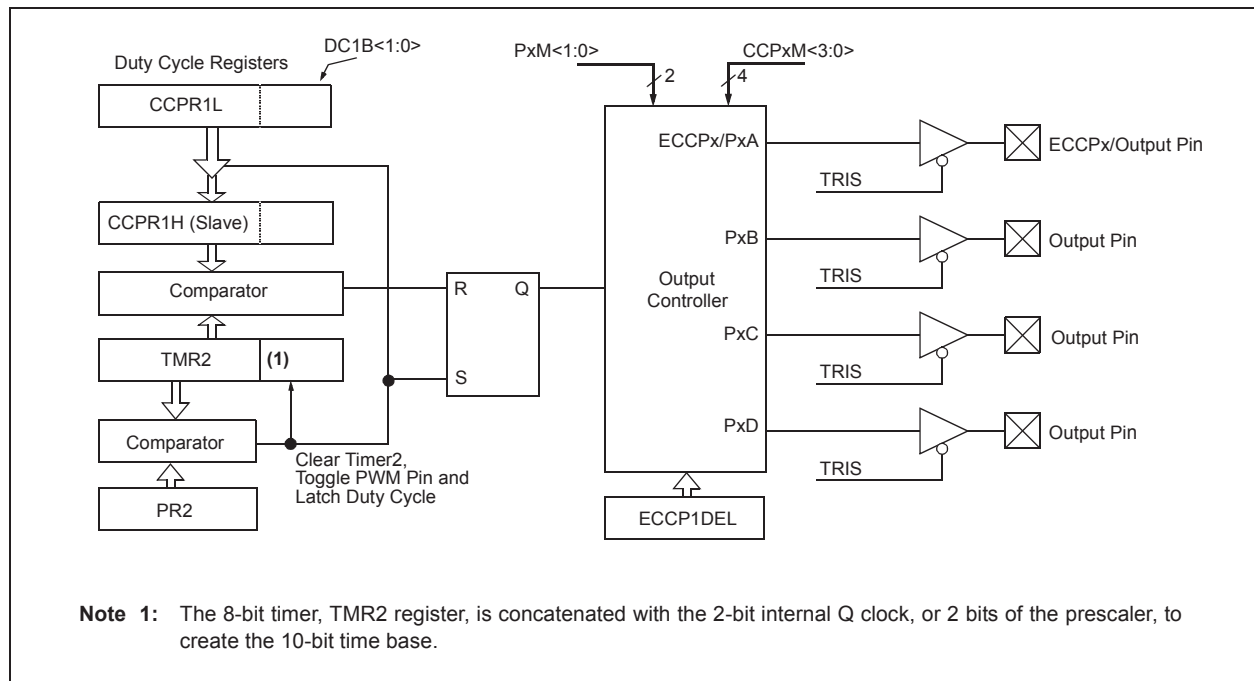 DC1B<1:0>
Duty Cycle Registers
CCPR1L
CCPR1H (Slave)
Comparator
TMR2
(1)
Comparator
PR2
Clear Timer2,
Toggle PWM Pin and
Latch Duty Cycle
R
Q
S
PxM<1:0>
2
CCPxM<3:0>
4
Output
Controller
ECCPx/PxA
PxB
PxC
PxD
ECCP1DEL
TRIS
ECCPx/Output Pin
TRIS
Output Pin
TRIS
Output Pin
TRIS
Output Pin
Note 1: The 8-bit timer, TMR2 register, is concatenated with the 2-bit internal Q clock, or 2 bits of the prescaler, to
create the 10-bit time base.